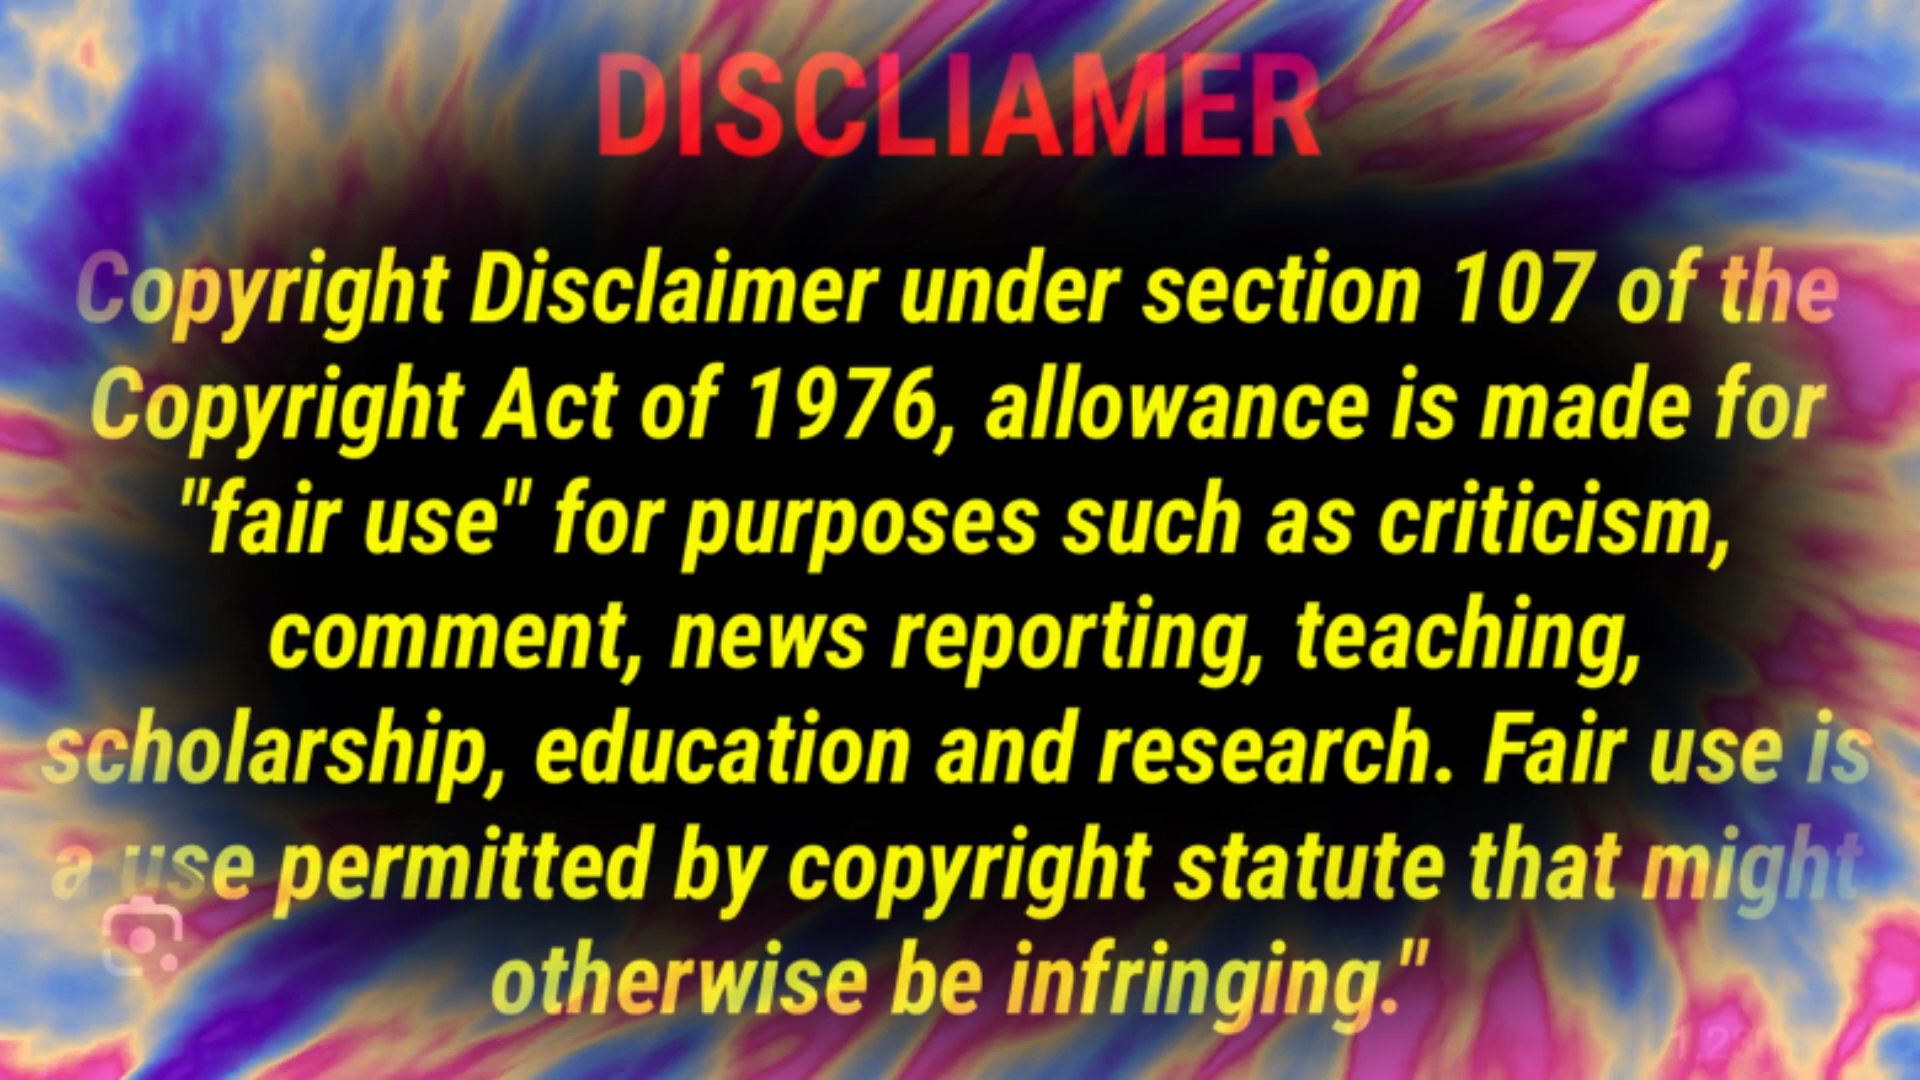 DISCLIAMER
Copyright Disclaimer under section 107 of the
Copyright Act of 1976, allowance is made for
"fair use" for purposes such as criticism,
comment, news reporting, teaching,
scholarship, education and research. Fair use is
a use permitted by copyright statute that might
otherwise be infringing."